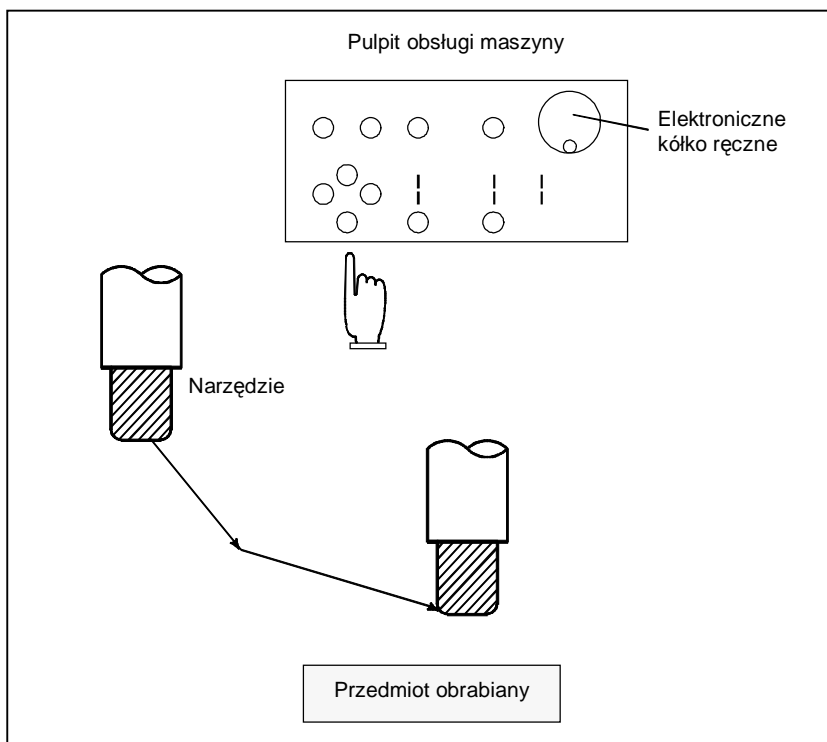 Pulpit obsługi maszyny
Elektroniczne
kółko ręczne
Narzędzie
Przedmiot obrabiany